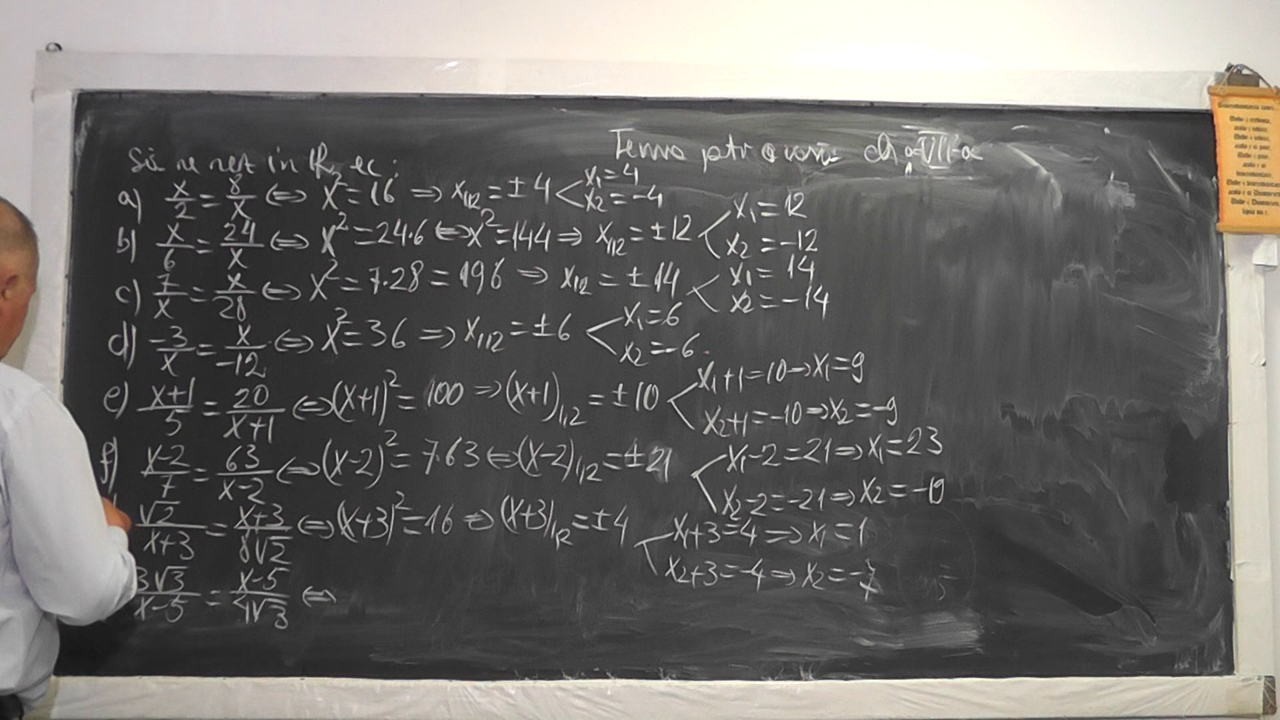 Tema ptr a VIII-a
Să se rez in R, ec:
a) x/2 = 8/x ⇔ x² = 16 ⇒ x₁,₂ = ±4 < x₁ = 4
x₂ = -4
b) x/6 = 24/x ⇔ x² = 24·6 ⇔ x² = 144 ⇒ x₁,₂ = ±12 < x₁ = 12
x₂ = -12
c) 7/x = x/28 ⇔ x² = 7·28 = 196 ⇒ x₁,₂ = ±14 < x₁ = 14
x₂ = -14
d) -3/x = x/-12 ⇔ x² = 36 ⇒ x₁,₂ = ±6 < x₁ = 6
x₂ = -6.
e) x+1/5 = 20/x+1 ⇔ (x+1)² = 100 ⇒ (x+1)₁,₂ = ±10 < x₁+1 = 10 ⇒ x₁ = 9
x₂+1 = -10 ⇒ x₂ = -9
f) x-2/7 = 63/x-2 ⇔ (x-2)² = 7.63 ⇔ (x-2)₁,₂ = ±21 < x₁-2 = 21 ⇒ x₁ = 23
x₂-2 = -21 ⇒ x₂ = -19
√2/x+3 = x+3/8√2 ⇔ (x+3)² = 16 ⇒ (x+3)₁,₂ = ±4 < x₁+3 = 4 ⇒ x₁ = 1
x₂+3 = -4 ⇒ x₂ = -7
3√3/x-5 = x-5/4√3 ⇔